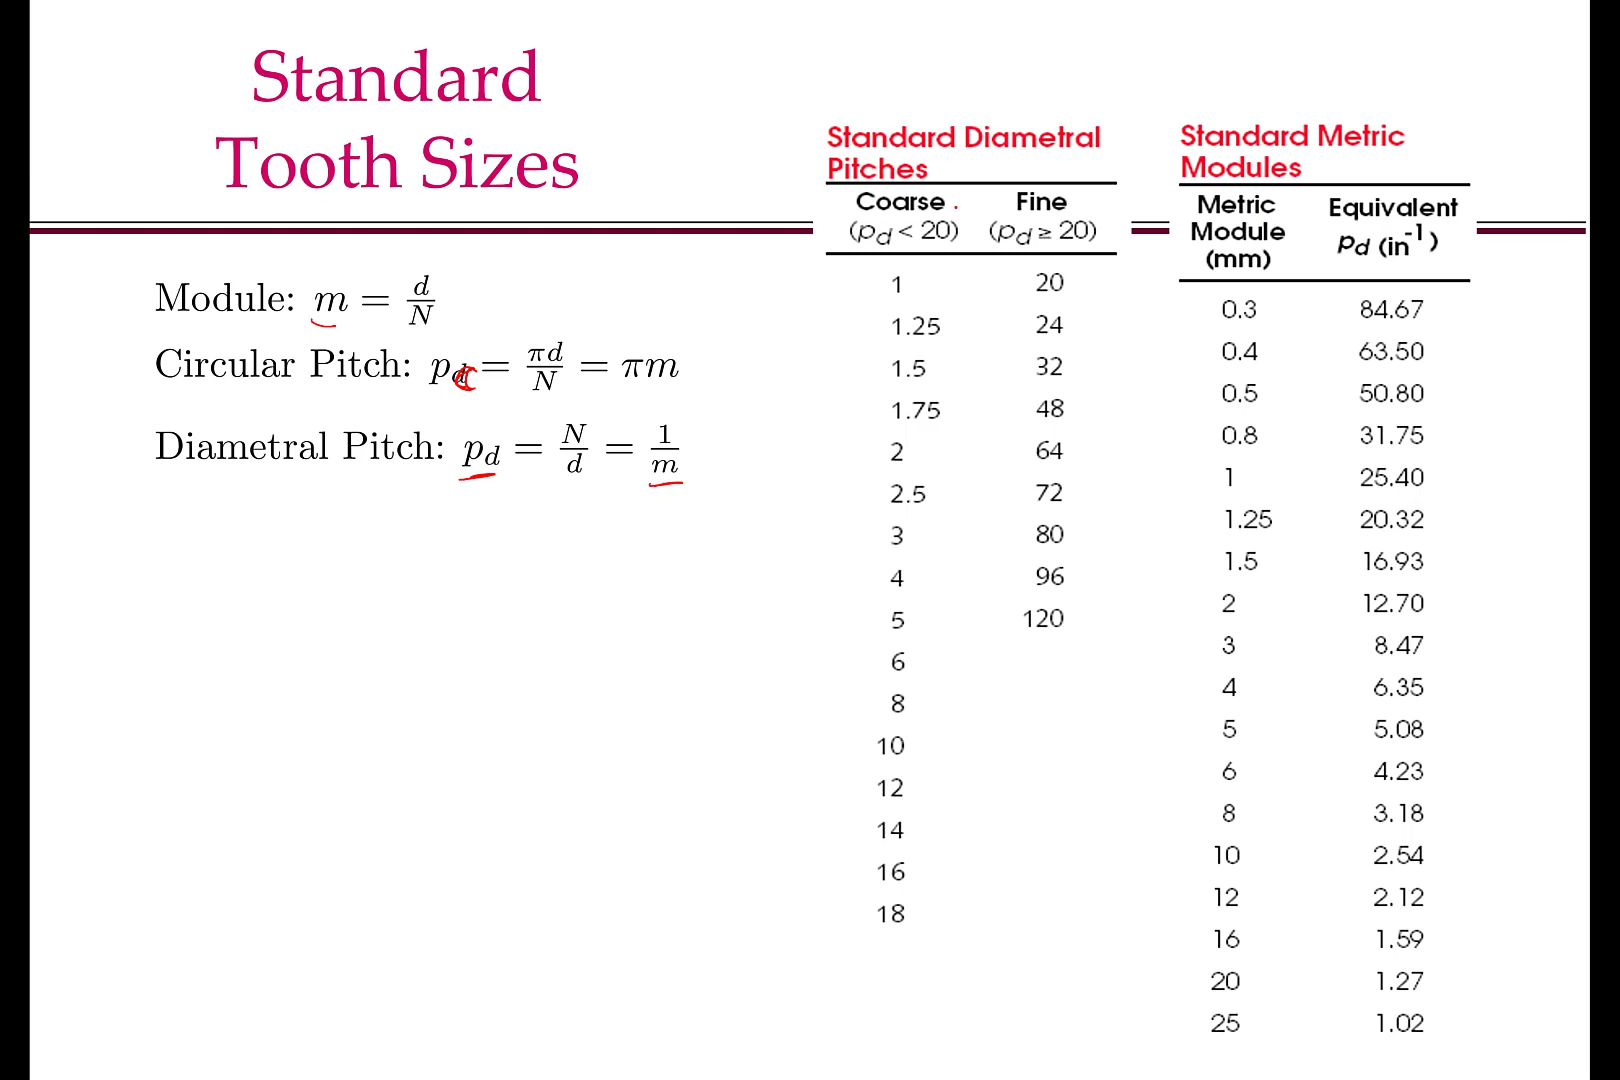 Standard
Tooth Sizes
Module: m = d/N
Circular Pitch: pc = πd/N = πm
Diametral Pitch: pd = N/d = 1/m
Standard Diametral
Pitches
Coarse Fine
(pd < 20) (pd ≥ 20)
1 20
1.25 24
1.5 32
1.75 48
2 64
2.5 72
3 80
4 96
5 120
6
8
10
12
14
16
18
Standard Metric
Modules
Metric
Module
(mm)
Equivalent
pd (in⁻¹)
0.3 84.67
0.4 63.50
0.5 50.80
0.8 31.75
1 25.40
1.25 20.32
1.5 16.93
2 12.70
3 8.47
4 6.35
5 5.08
6 4.23
8 3.18
10 2.54
12 2.12
16 1.59
20 1.27
25 1.02